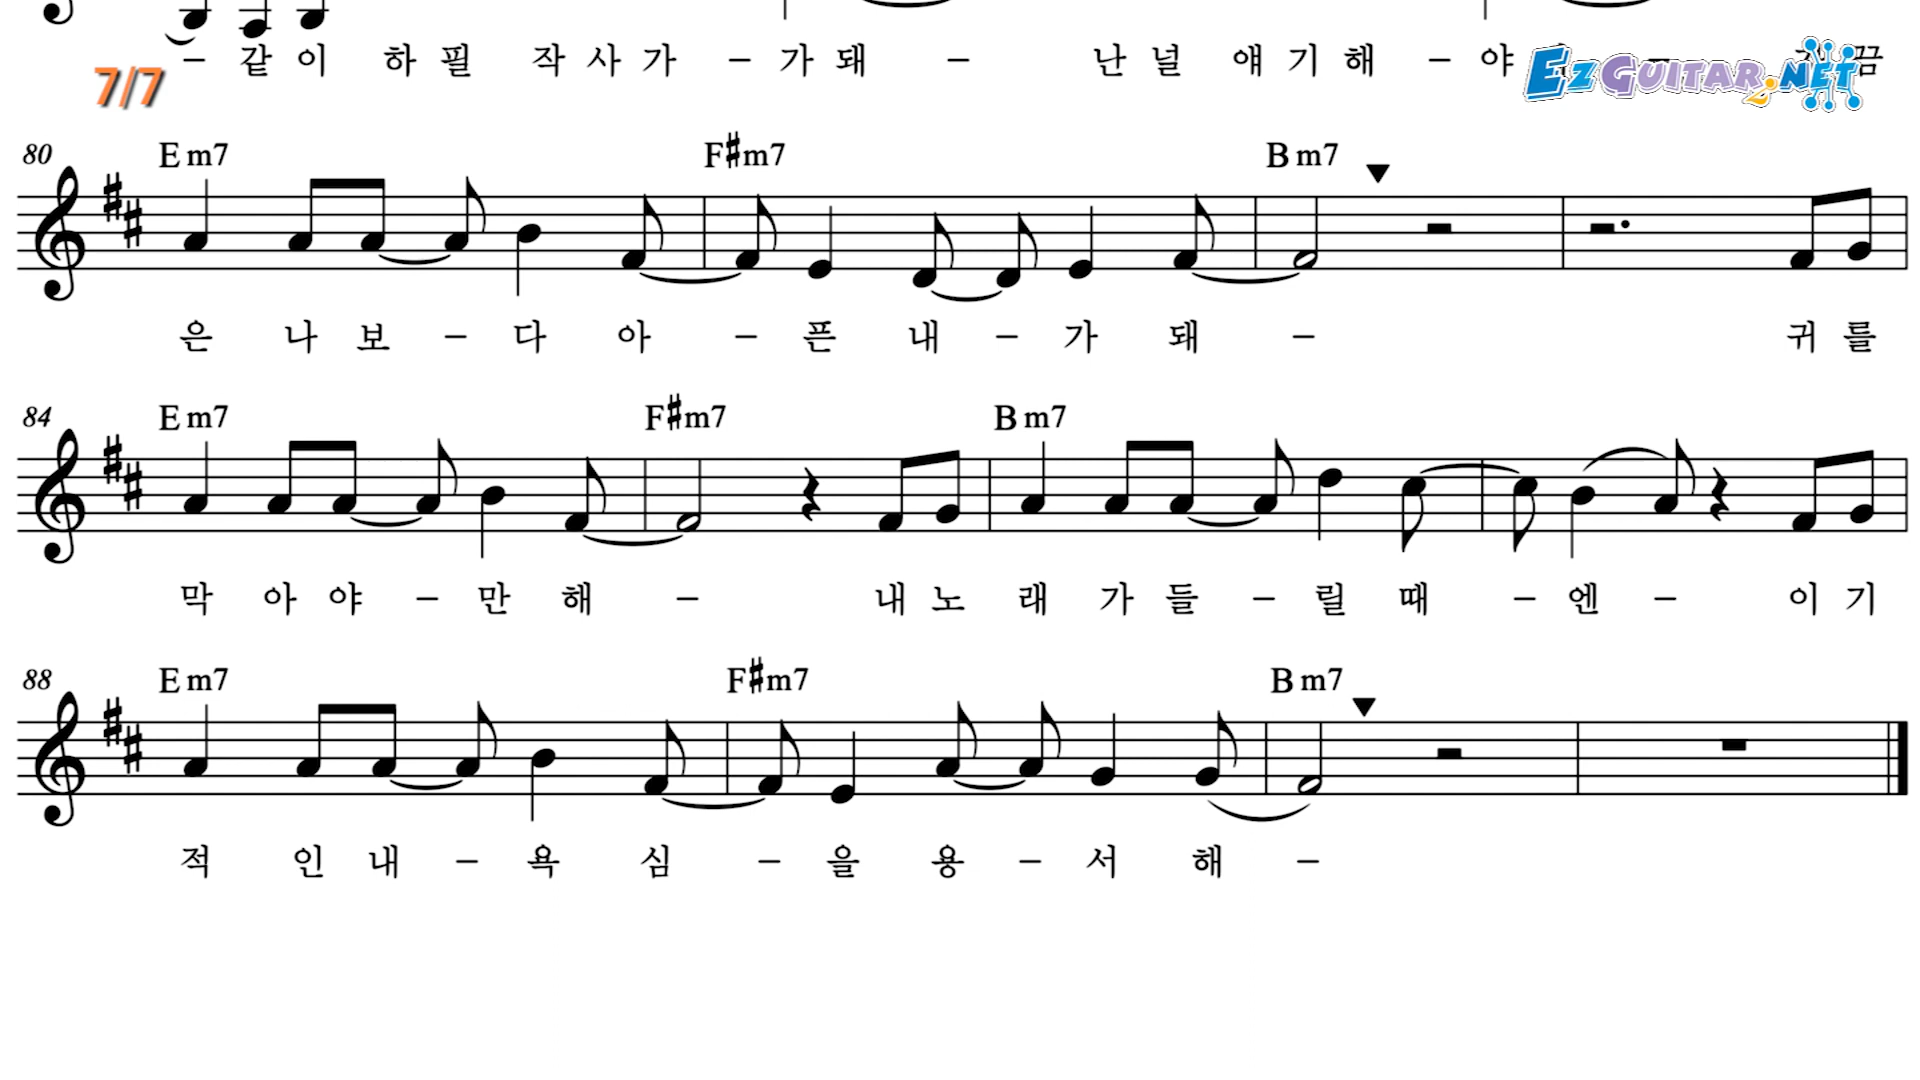 – 같 이 하 필 작 사 가 – 가 돼 – 난 널 얘 기 해 – 야 끔
EZGUITAR2.NET
7/7
80 Em7 F♯m7 Bm7
은 나 보 – 다 아 – 픈 내 – 가 돼 – 귀 를
84 Em7 F♯m7 Bm7
막 아 야 – 만 해 – 내 노 래 가 들 – 릴 때 – 엔 – 이 기
88 Em7 F♯m7 Bm7
적 인 내 – 욕 심 – 을 용 – 서 해 –